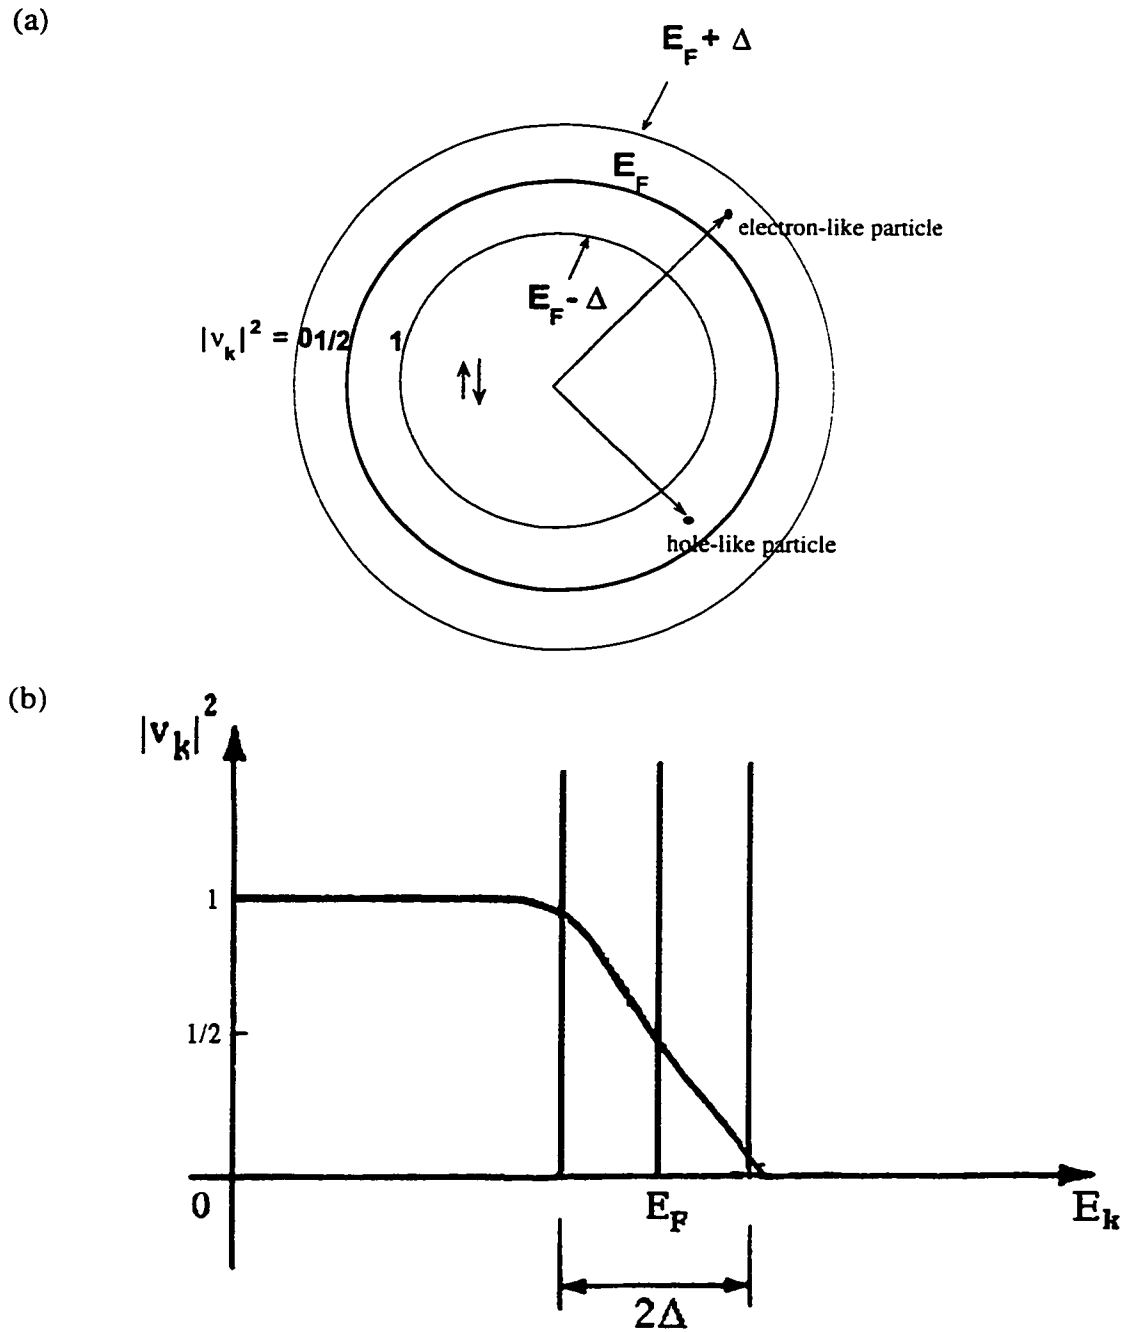 (a)
E_F + Δ
E_F
electron-like particle
E_F - Δ
|v_k|^2 = 0 1/2 1
↑↓
hole-like particle
(b)
|v_k|^2
1
1/2
0
E_F
E_k
2Δ